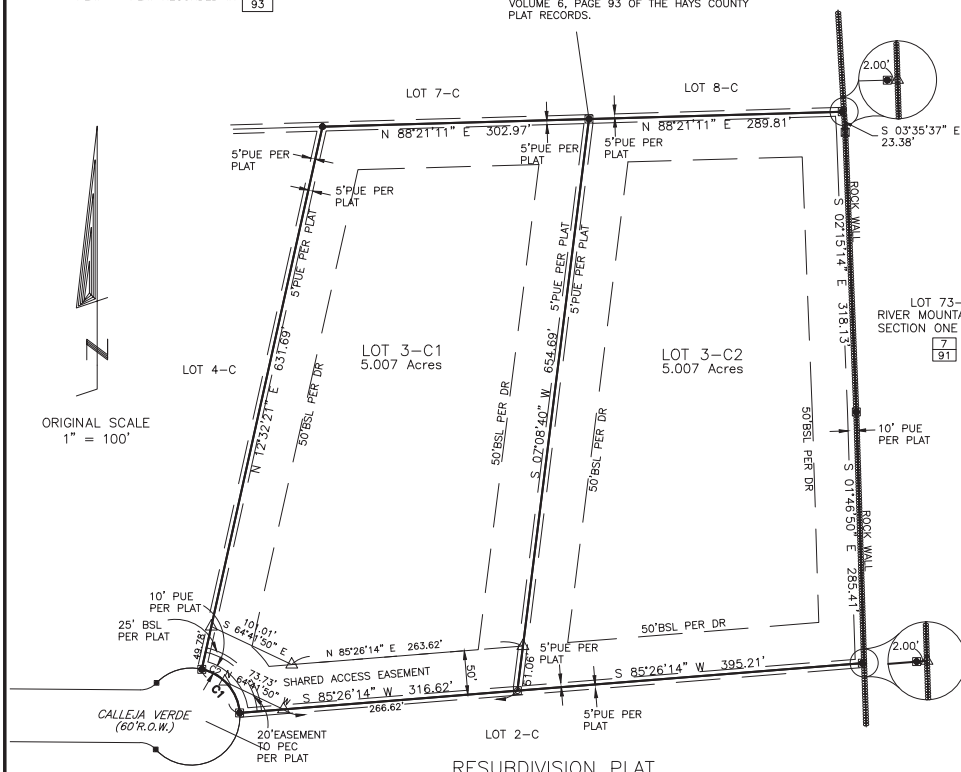 93
VOLUME 6, PAGE 93 OF THE HAYS COUNTY
PLAT RECORDS.
2.00'
LOT 7-C
LOT 8-C
N 88°21'11" E 302.97'
N 88°21'11" E 289.81'
S 03°35'37" E
23.38'
5'PUE PER
PLAT
5'PUE PER
PLAT
5'PUE PER
PLAT
5'PUE PER
PLAT
5'PUE PER PLAT
5'PUE PER PLAT
5'PUE PER PLAT
ROCK WALL
S 02°15'14" E 318.13'
LOT 73-
RIVER MOUNTA
SECTION ONE
7
91
LOT 3-C1
5.007 Acres
LOT 3-C2
5.007 Acres
LOT 4-C
N 12°32'21" E 631.69'
50'BSL PER DR
50'BSL PER DR
S 07°08'40" W 654.69'
50'BSL PER DR
50'BSL PER DR
N
ORIGINAL SCALE
1" = 100'
10' PUE
PER PLAT
S 01°46'50" E 285.41'
ROCK WALL
10' PUE
PER PLAT
25' BSL
PER PLAT
49.78'
101.01'
S 64°41'50" E
N 85°26'14" E 263.62'
50'BSL PER DR
5'PUE PER
PLAT
51.06'
50'
73.73'
SHARED ACCESS EASEMENT
C2
N 64°41'50" W
C1
S 85°26'14" W 316.62'
266.62'
S 85°26'14" W 395.21'
2.00'
CALLEJA VERDE
(60'R.O.W.)
20'EASEMENT
TO PEC
PER PLAT
5'PUE PER
PLAT
LOT 2-C
RESUBDIVISION PLAT